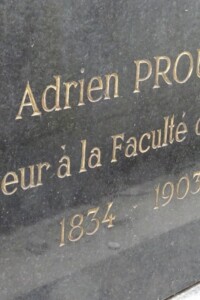 Adrien PROU
eur à la Faculté d
1834 - 1903